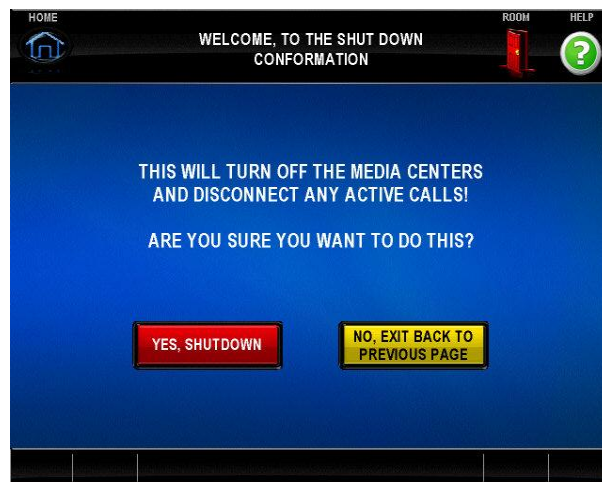 HOME
WELCOME, TO THE SHUT DOWN
CONFORMATION
ROOM
HELP
?
THIS WILL TURN OFF THE MEDIA CENTERS
AND DISCONNECT ANY ACTIVE CALLS!
ARE YOU SURE YOU WANT TO DO THIS?
YES, SHUTDOWN
NO, EXIT BACK TO
PREVIOUS PAGE